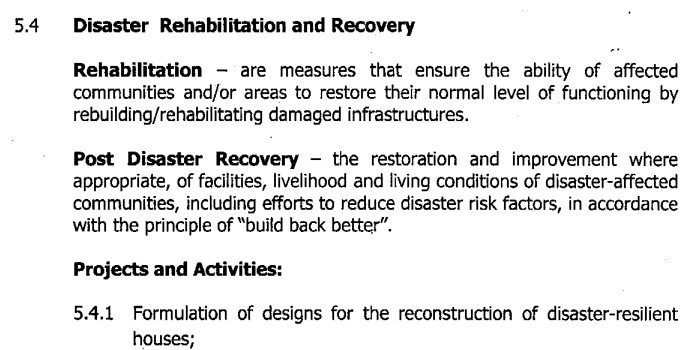 5.4 Disaster Rehabilitation and Recovery
Rehabilitation – are measures that ensure the ability of affected
communities and/or areas to restore their normal level of functioning by
rebuilding/rehabilitating damaged infrastructures.
Post Disaster Recovery – the restoration and improvement where
appropriate, of facilities, livelihood and living conditions of disaster-affected
communities, including efforts to reduce disaster risk factors, in accordance
with the principle of "build back better".
Projects and Activities:
5.4.1 Formulation of designs for the reconstruction of disaster-resilient
houses;